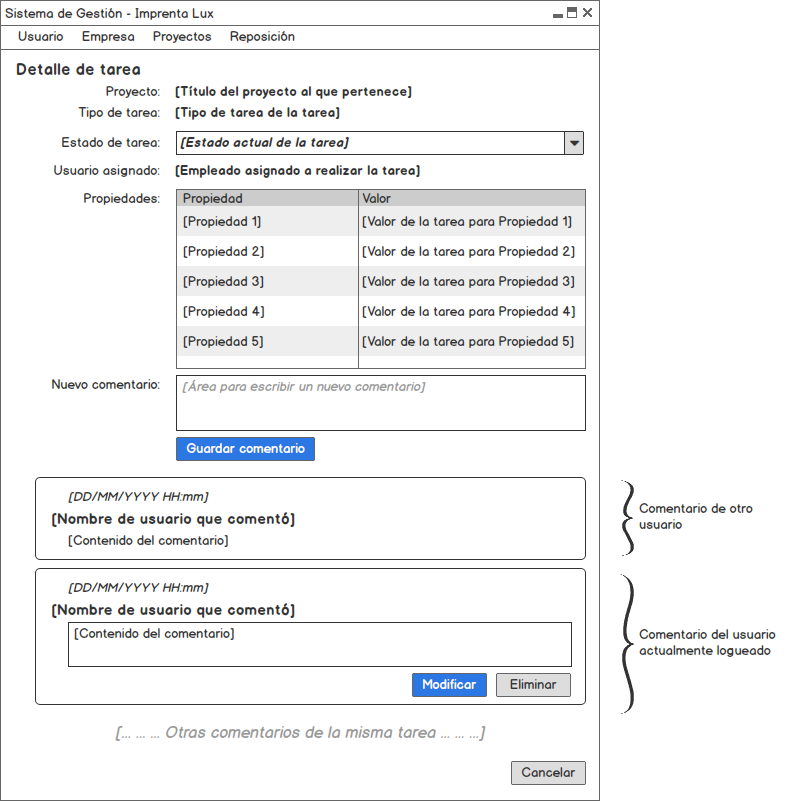 Sistema de Gestión - Imprenta Lux
Usuario Empresa Proyectos Reposición
Detalle de tarea
Proyecto: [Título del proyecto al que pertenece]
Tipo de tarea: [Tipo de tarea de la tarea]
Estado de tarea: [Estado actual de la tarea]
Usuario asignado: [Empleado asignado a realizar la tarea]
Propiedades: Propiedad Valor
[Propiedad 1] [Valor de la tarea para Propiedad 1]
[Propiedad 2] [Valor de la tarea para Propiedad 2]
[Propiedad 3] [Valor de la tarea para Propiedad 3]
[Propiedad 4] [Valor de la tarea para Propiedad 4]
[Propiedad 5] [Valor de la tarea para Propiedad 5]
Nuevo comentario: [Área para escribir un nuevo comentario]
Guardar comentario
[DD/MM/YYYY HH:mm]
[Nombre de usuario que comentó]
[Contenido del comentario]
Comentario de otro
usuario
[DD/MM/YYYY HH:mm]
[Nombre de usuario que comentó]
[Contenido del comentario]
Modificar Eliminar
Comentario del usuario
actualmente logueado
[... ... ... Otras comentarios de la misma tarea ... ... ...]
Cancelar